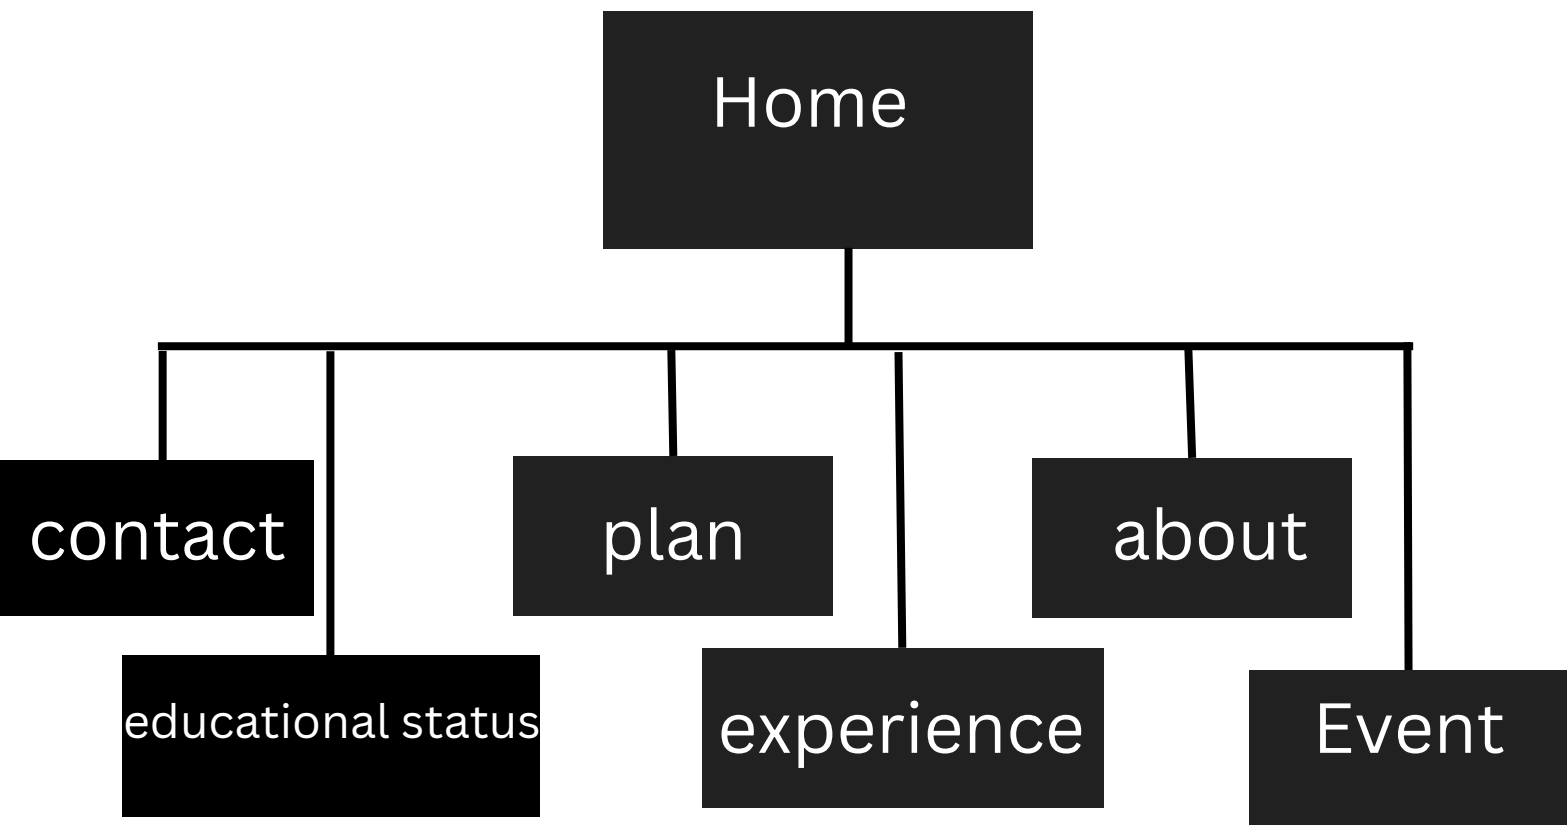 Home
contact
plan
about
educational status
experience
Event